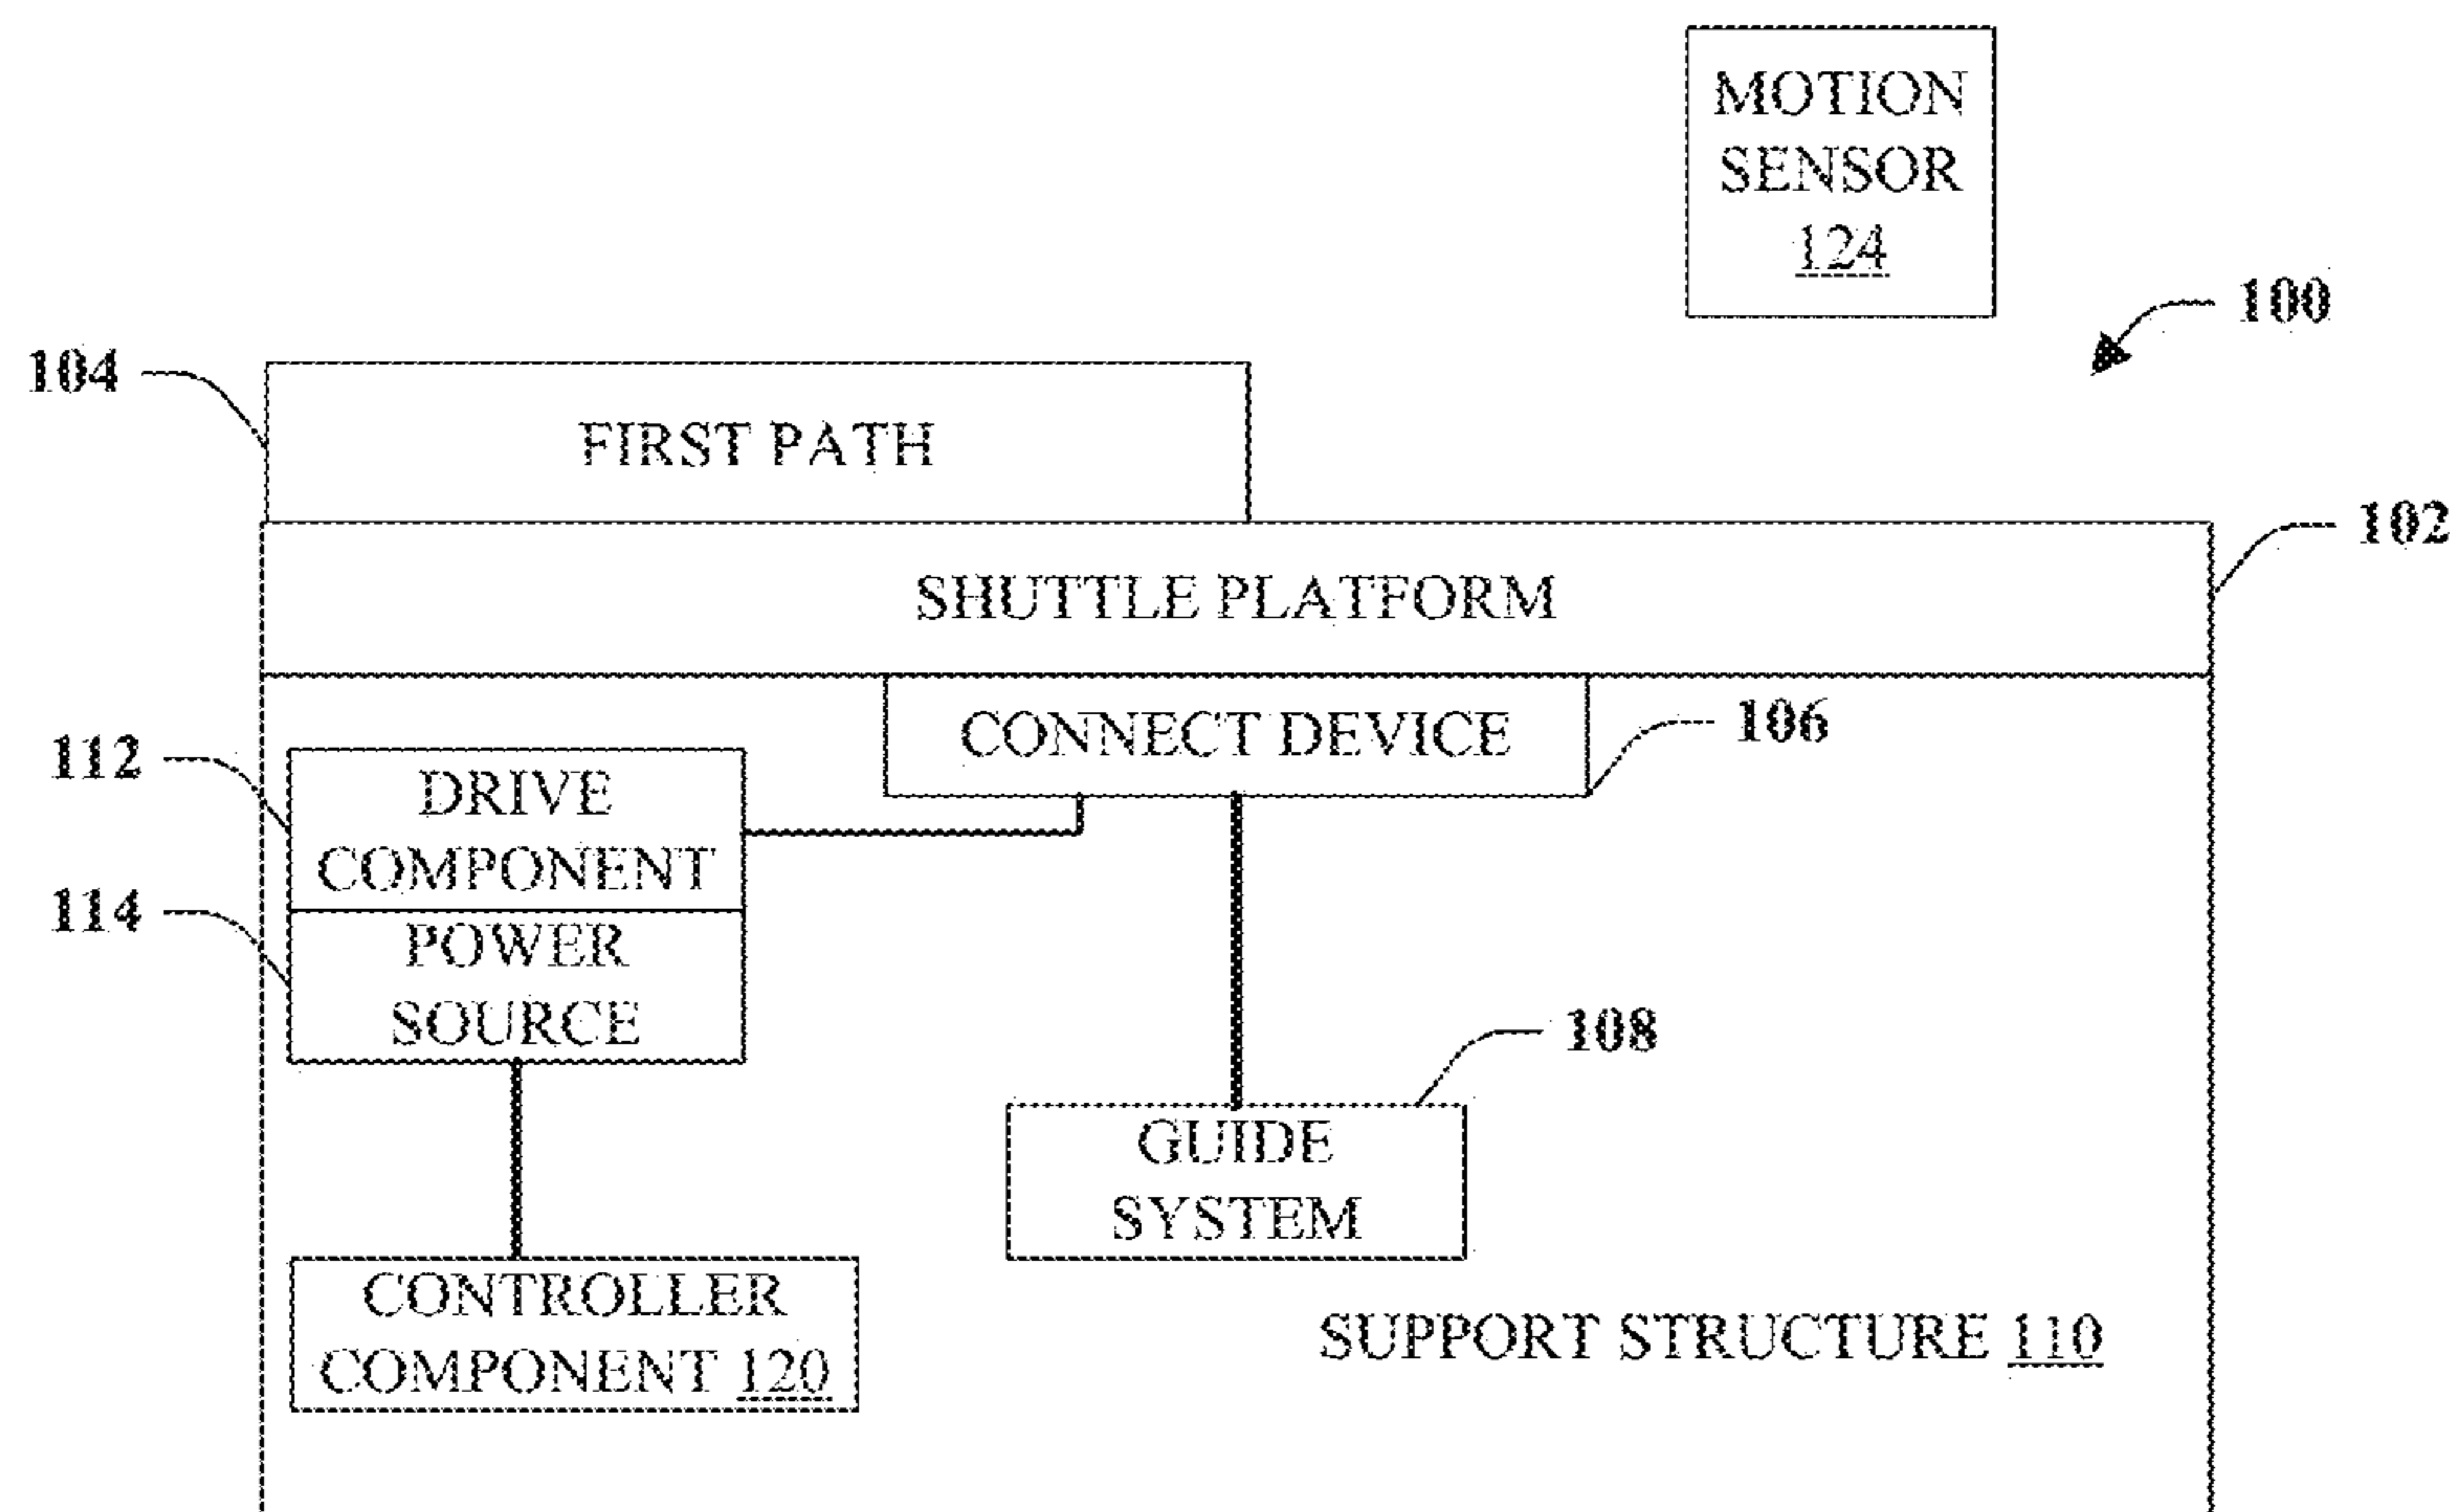 MOTION
SENSOR
124
100
104
FIRST PATH
102
SHUTTLE PLATFORM
CONNECT DEVICE
106
112
DRIVE
COMPONENT
114
POWER
SOURCE
108
GUIDE
SYSTEM
CONTROLLER
COMPONENT 120
SUPPORT STRUCTURE 110